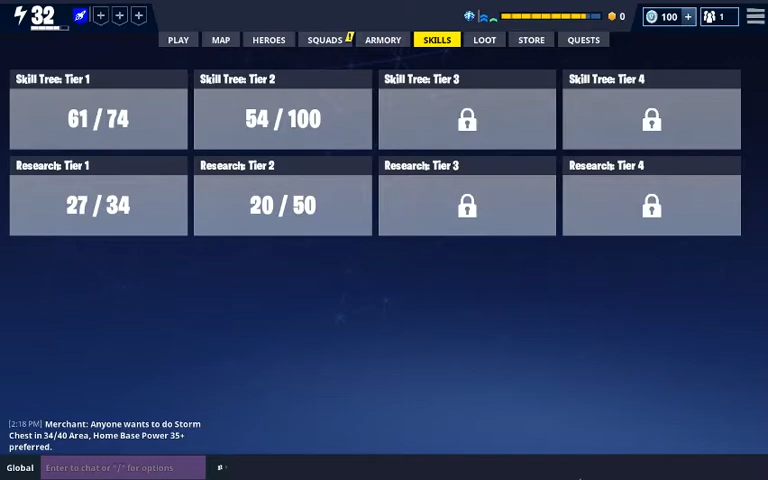 32
0
100
1
PLAY
MAP
HEROES
SQUADS
ARMORY
SKILLS
LOOT
STORE
QUESTS
Skill Tree: Tier 1
Skill Tree: Tier 2
Skill Tree: Tier 3
Skill Tree: Tier 4
61 / 74
54 / 100
Research: Tier 1
Research: Tier 2
Research: Tier 3
Research: Tier 4
27 / 34
20 / 50
[2:18 PM] Merchant: Anyone wants to do Storm
Chest in 34/40 Area, Home Base Power 35+
preferred.
Global
Enter to chat or "/" for options